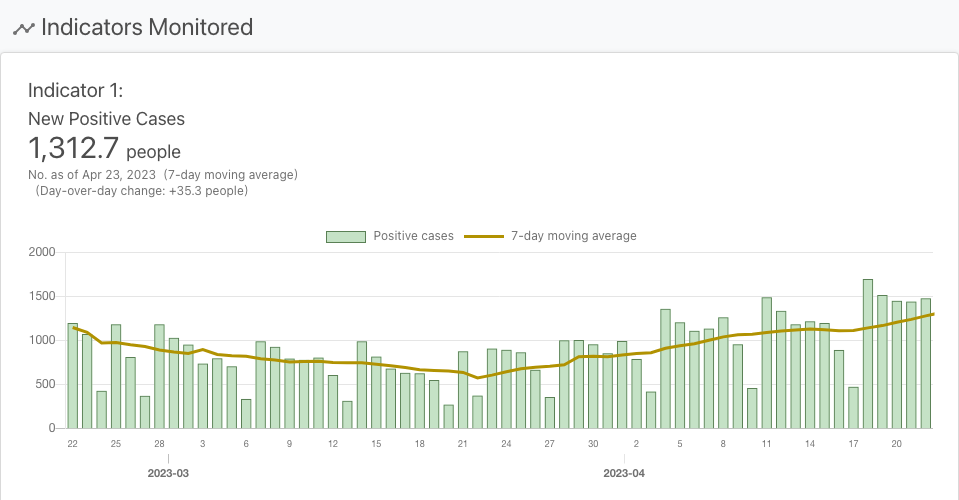 Indicators Monitored
Indicator 1:
New Positive Cases
1,312.7 people
No. as of Apr 23, 2023 (7-day moving average)
(Day-over-day change: +35.3 people)
Positive cases 7-day moving average
2000
1500
1000
500
0
22 25 28 3 6 9 12 15 18 21 24 27 30 2 5 8 11 14 17 20
2023-03 2023-04